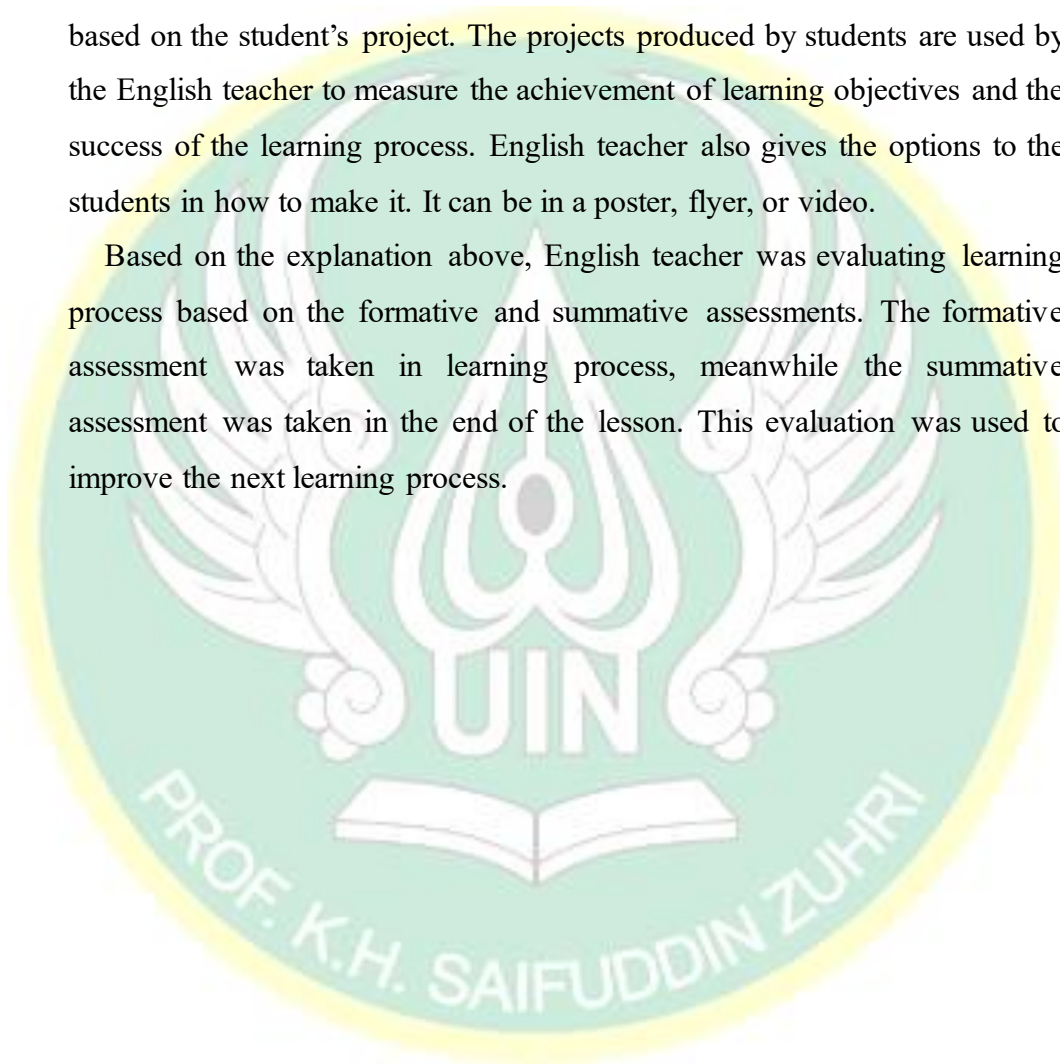 based on the student’s project. The projects produced by students are used by
the English teacher to measure the achievement of learning objectives and the
success of the learning process. English teacher also gives the options to the
students in how to make it. It can be in a poster, flyer, or video.
Based on the explanation above, English teacher was evaluating learning
process based on the formative and summative assessments. The formative
assessment was taken in learning process, meanwhile the summative
assessment was taken in the end of the lesson. This evaluation was used to
improve the next learning process.
UIN
PROF. K.H. SAIFUDDIN ZUHRI